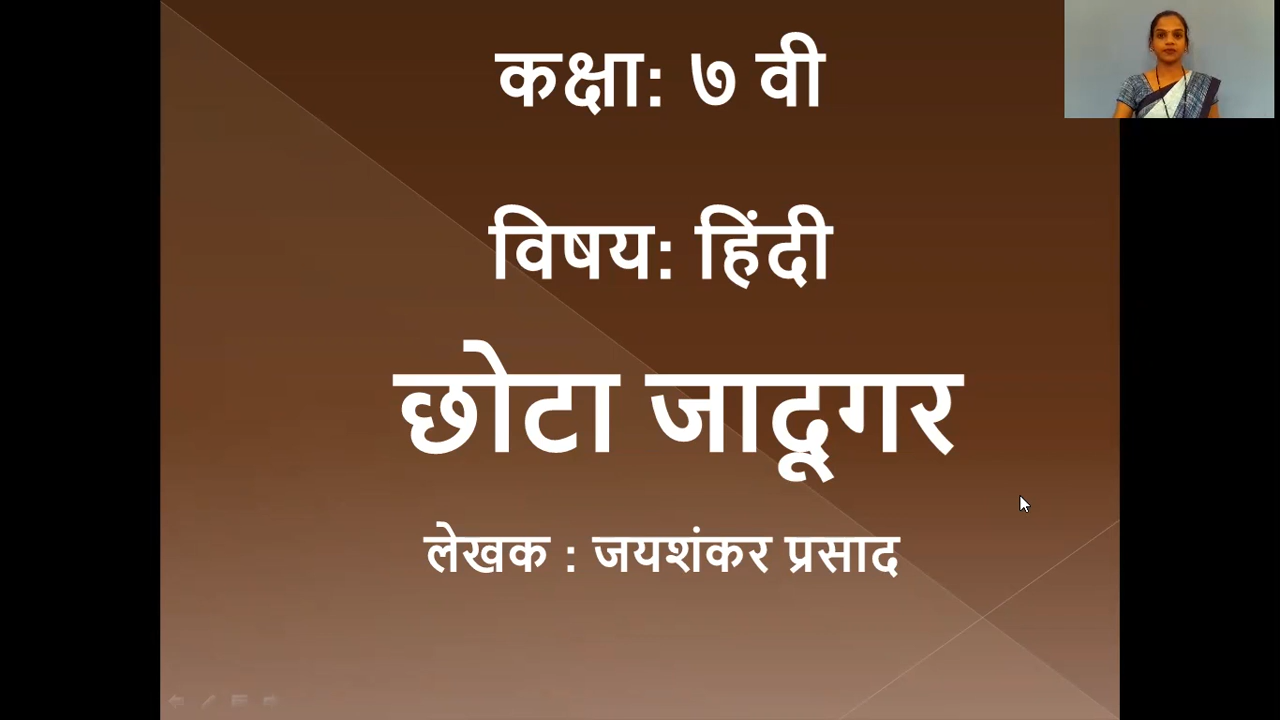 कक्षा: ७ वी
विषय: हिंदी
छोटा जादूगर
लेखक : जयशंकर प्रसाद